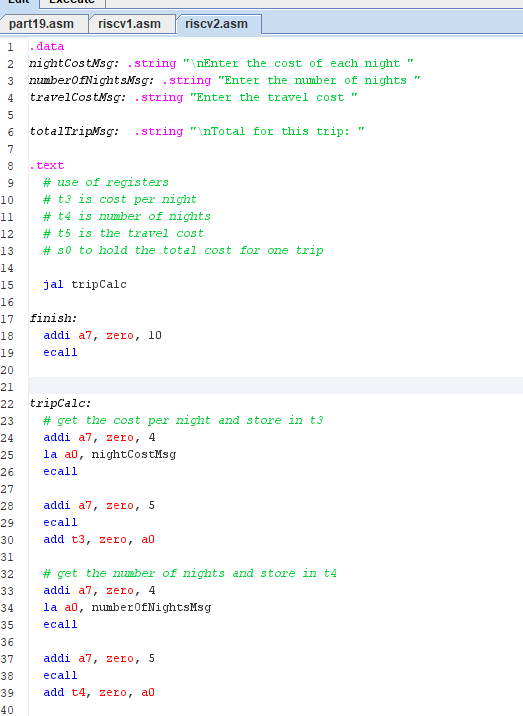 Edit Execute
part19.asm riscv1.asm riscv2.asm
1 .data
2 nightCostMsg: .string "\nEnter the cost of each night "
3 numberOfNightsMsg: .string "Enter the number of nights "
4 travelCostMsg: .string "Enter the travel cost "
5
6 totalTripMsg:  .string "\nTotal for this trip: "
7
8 .text
9   # use of registers
10   # t3 is cost per night
11   # t4 is number of nights
12   # t5 is the travel cost
13   # s0 to hold the total cost for one trip
14
15   jal tripCalc
16
17 finish:
18   addi a7, zero, 10
19   ecall
20
21
22 tripCalc:
23   # get the cost per night and store in t3
24   addi a7, zero, 4
25   la a0, nightCostMsg
26   ecall
27
28   addi a7, zero, 5
29   ecall
30   add t3, zero, a0
31
32   # get the number of nights and store in t4
33   addi a7, zero, 4
34   la a0, numberOfNightsMsg
35   ecall
36
37   addi a7, zero, 5
38   ecall
39   add t4, zero, a0
40